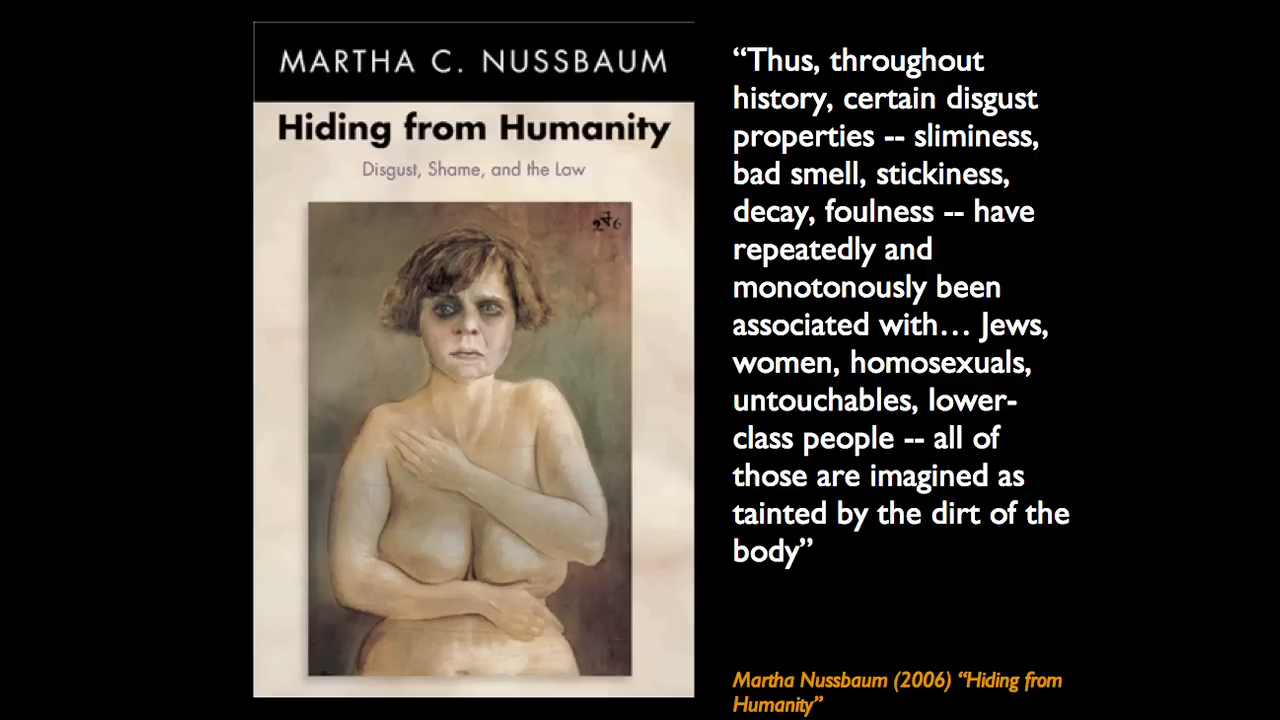 MARTHA C. NUSSBAUM
Hiding from Humanity
Disgust, Shame, and the Law
“Thus, throughout
history, certain disgust
properties -- sliminess,
bad smell, stickiness,
decay, foulness -- have
repeatedly and
monotonously been
associated with… Jews,
women, homosexuals,
untouchables, lower-
class people -- all of
those are imagined as
tainted by the dirt of the
body”
Martha Nussbaum (2006) “Hiding from
Humanity”